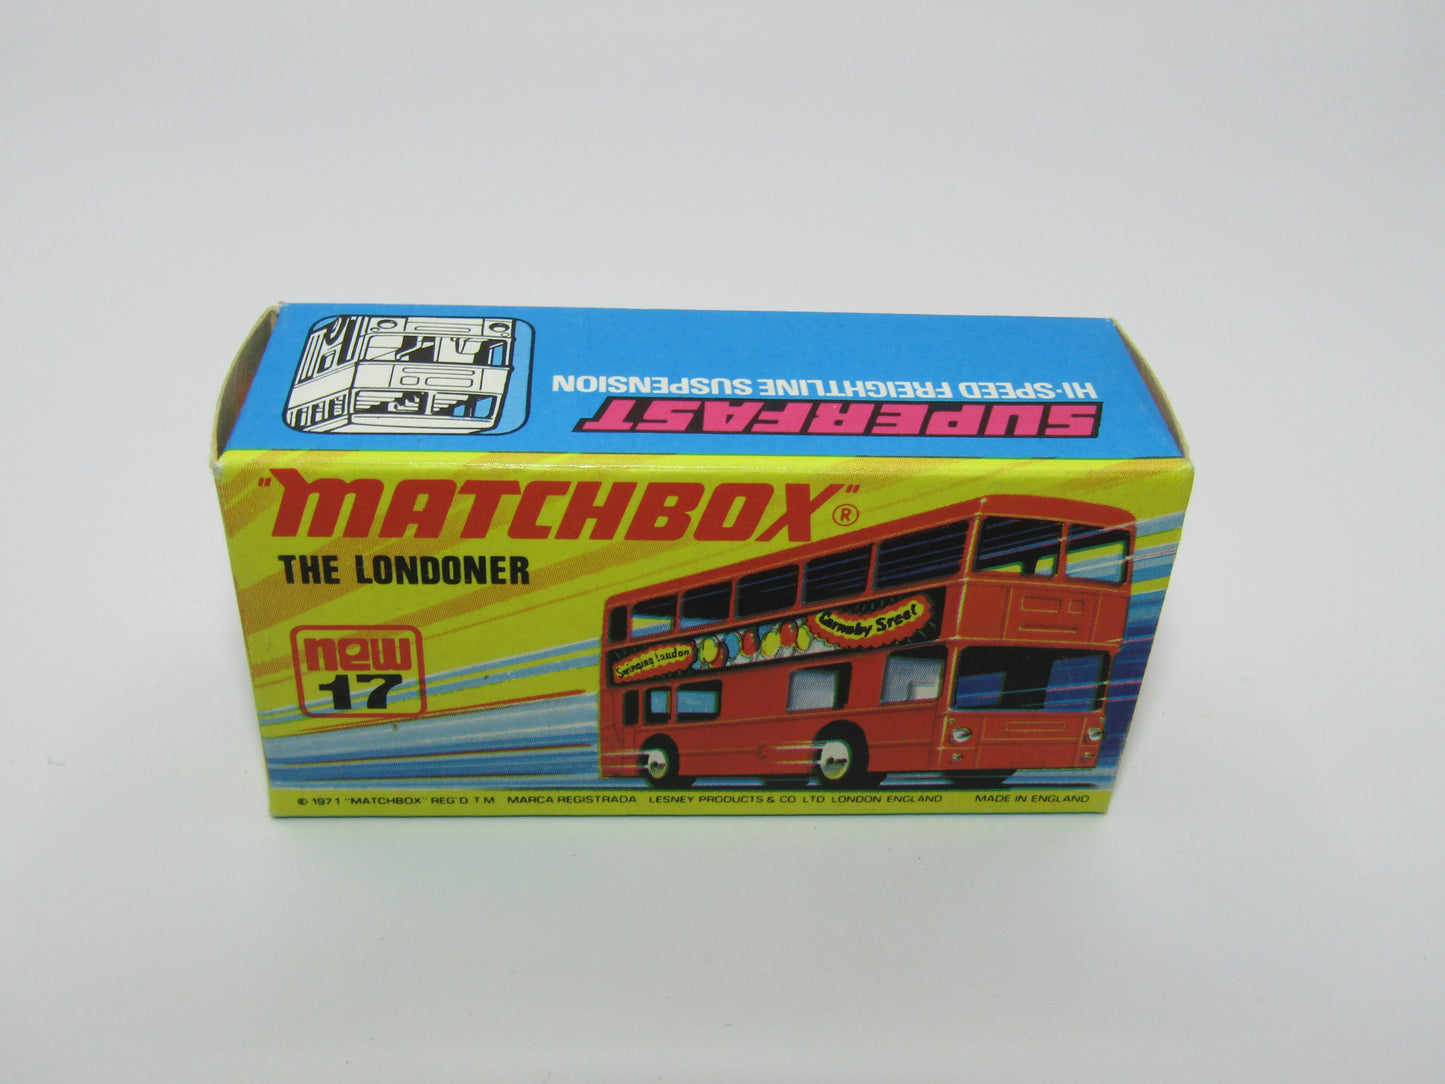 SUPERFAST
HI·SPEED FREIGHTLINE SUSPENSION
"MATCHBOX"®
THE LONDONER
new
17
Swinging London
Carnaby Sreet
© 1971 "MATCHBOX" REG'D T M MARCA REGISTRADA LESNEY PRODUCTS & CO LTD LONDON ENGLAND MADE IN ENGLAND